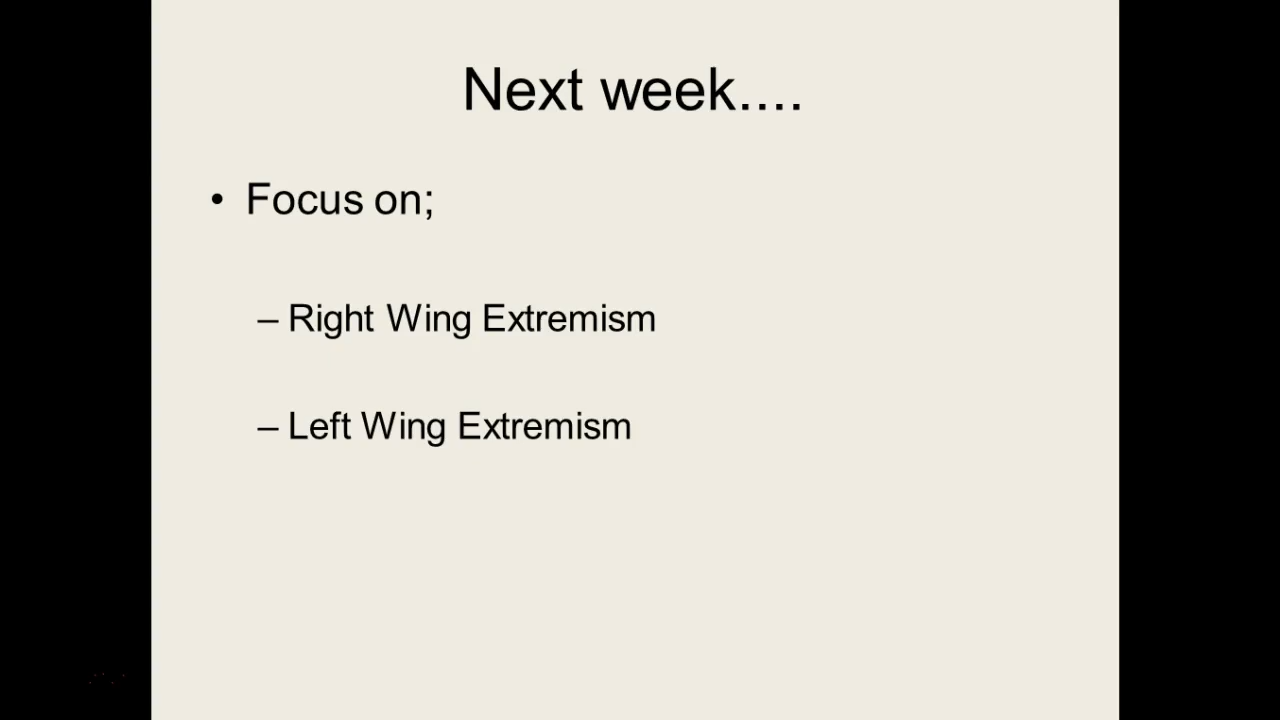 Next week....
• Focus on;
– Right Wing Extremism
– Left Wing Extremism